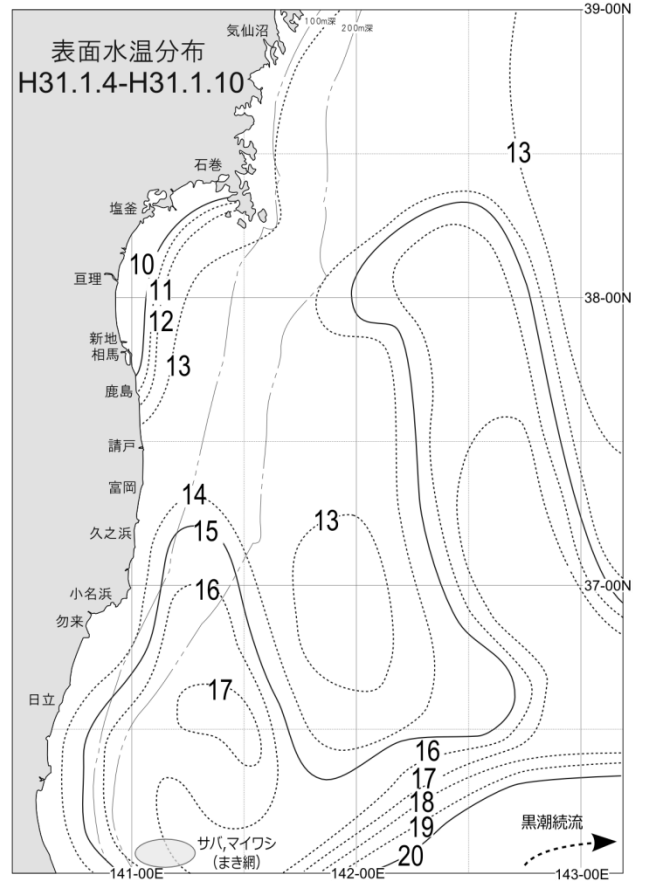 39-00N
気仙沼
100m深
200m深
表面水温分布
H31.1.4-H31.1.10
13
石巻
塩釜
10
亘理
11
38-00N
12
新地
相馬
13
鹿島
請戸
富岡
14
13
久之浜
15
小名浜
16
37-00N
勿来
17
日立
16
17
18
19
20
黒潮続流
サバ,マイワシ
(まき網)
141-00E
142-00E
143-00E